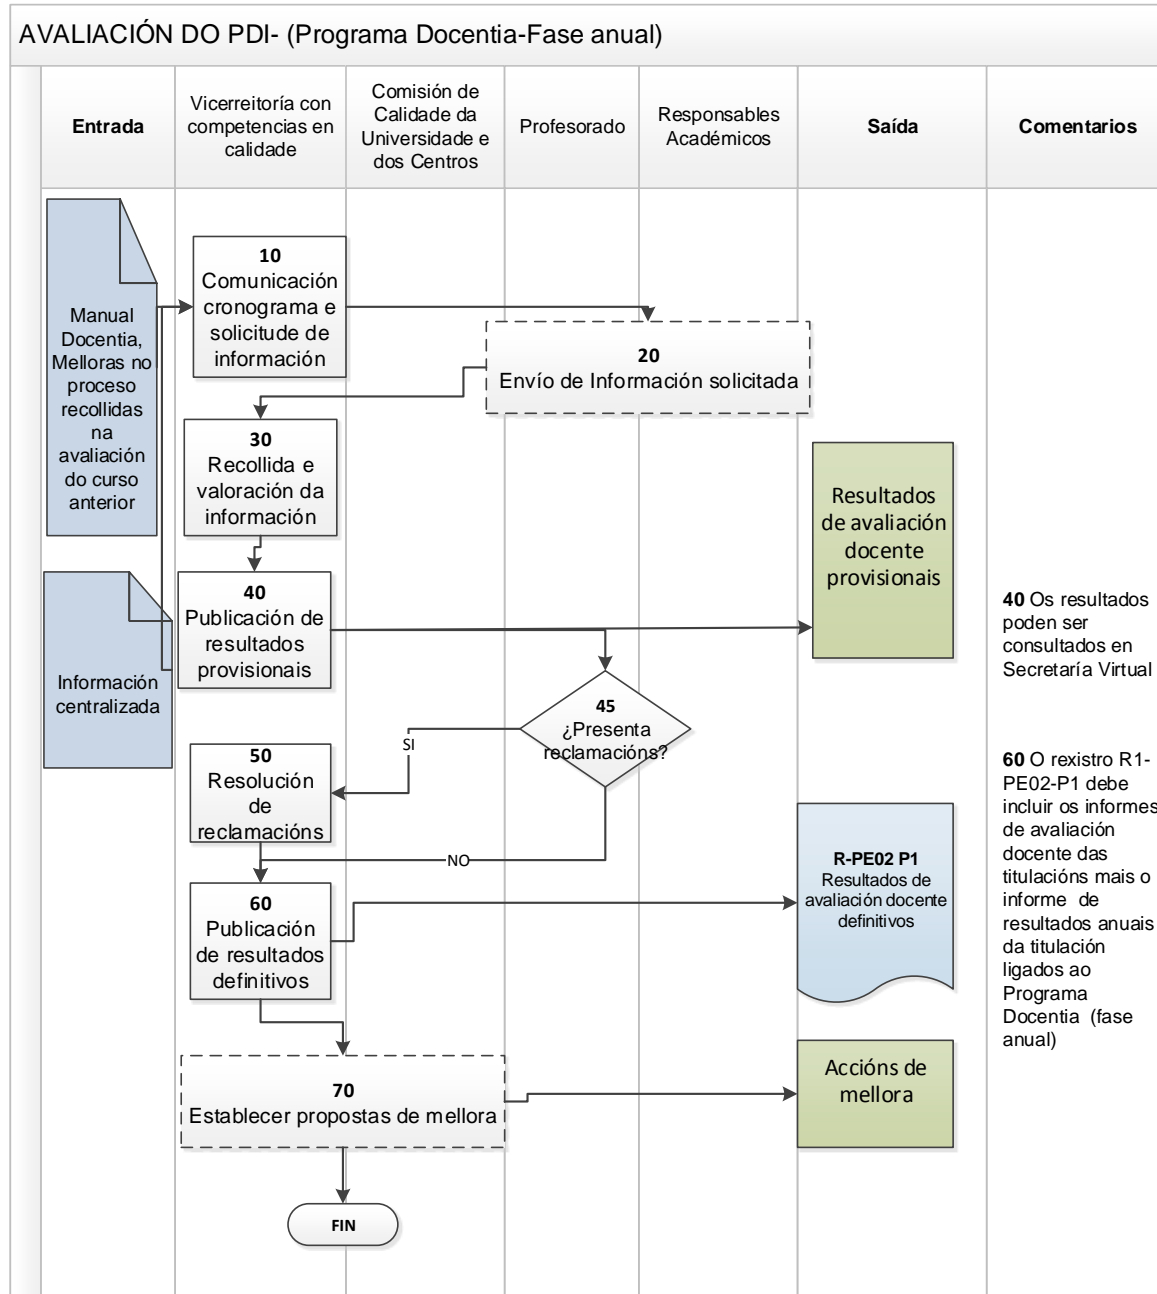 AVALIACIÓN DO PDI- (Programa Docentia-Fase anual)
Entrada
Vicerreitoría con
competencias en
calidade
Comisión de
Calidade da
Universidade e
dos Centros
Profesorado
Responsables
Académicos
Saída
Comentarios
Manual
Docentia,
Melloras no
proceso
recollidas
na
avaliación
do curso
anterior
10
Comunicación
cronograma e
solicitude de
información
20
Envío de Información solicitada
30
Recollida e
valoración da
información
Resultados
de avaliación
docente
provisionais
Información
centralizada
40
Publicación de
resultados
provisionais
40 Os resultados
poden ser
consultados en
Secretaría Virtual
45
¿Presenta
reclamacións?
SI
50
Resolución
de
reclamacións
NO
60
Publicación
de resultados
definitivos
R-PE02 P1
Resultados de
avaliación docente
definitivos
60 O rexistro R1-
PE02-P1 debe
incluir os informes
de avaliación
docente das
titulacións mais o
informe de
resultados anuais
da titulación
ligados ao
Programa
Docentia (fase
anual)
70
Establecer propostas de mellora
Accións de
mellora
FIN